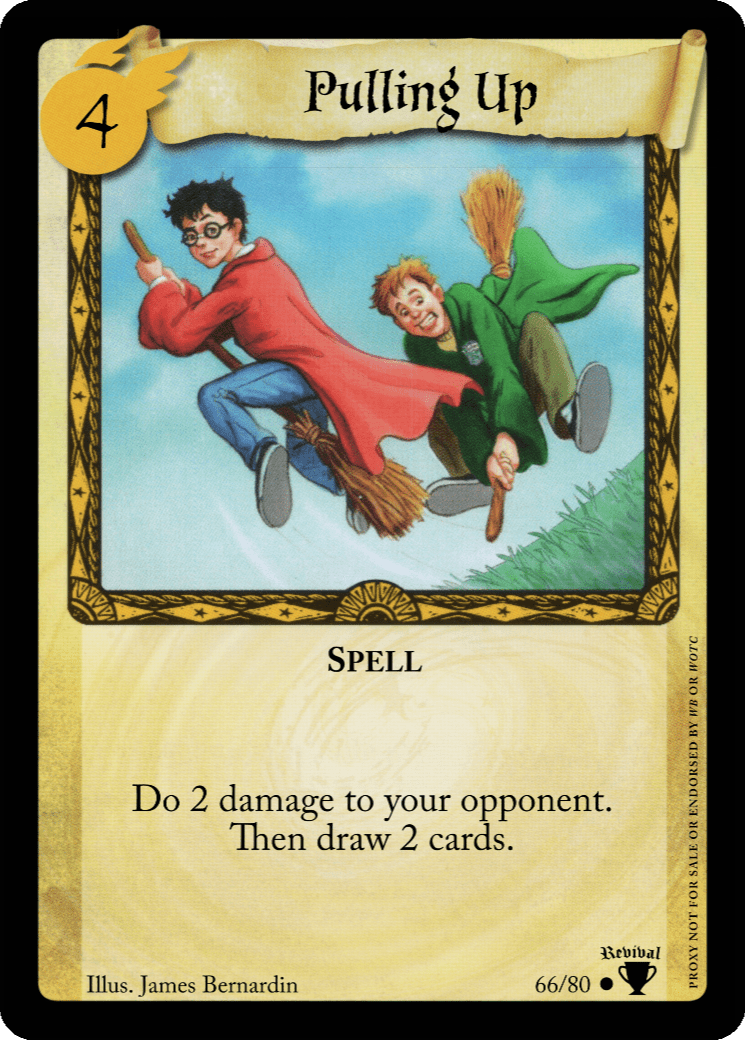 4
Pulling Up
SPELL
Do 2 damage to your opponent.
Then draw 2 cards.
PROXY NOT FOR SALE OR ENDORSED BY WB OR WOTC
Revival
Illus. James Bernardin
66/80